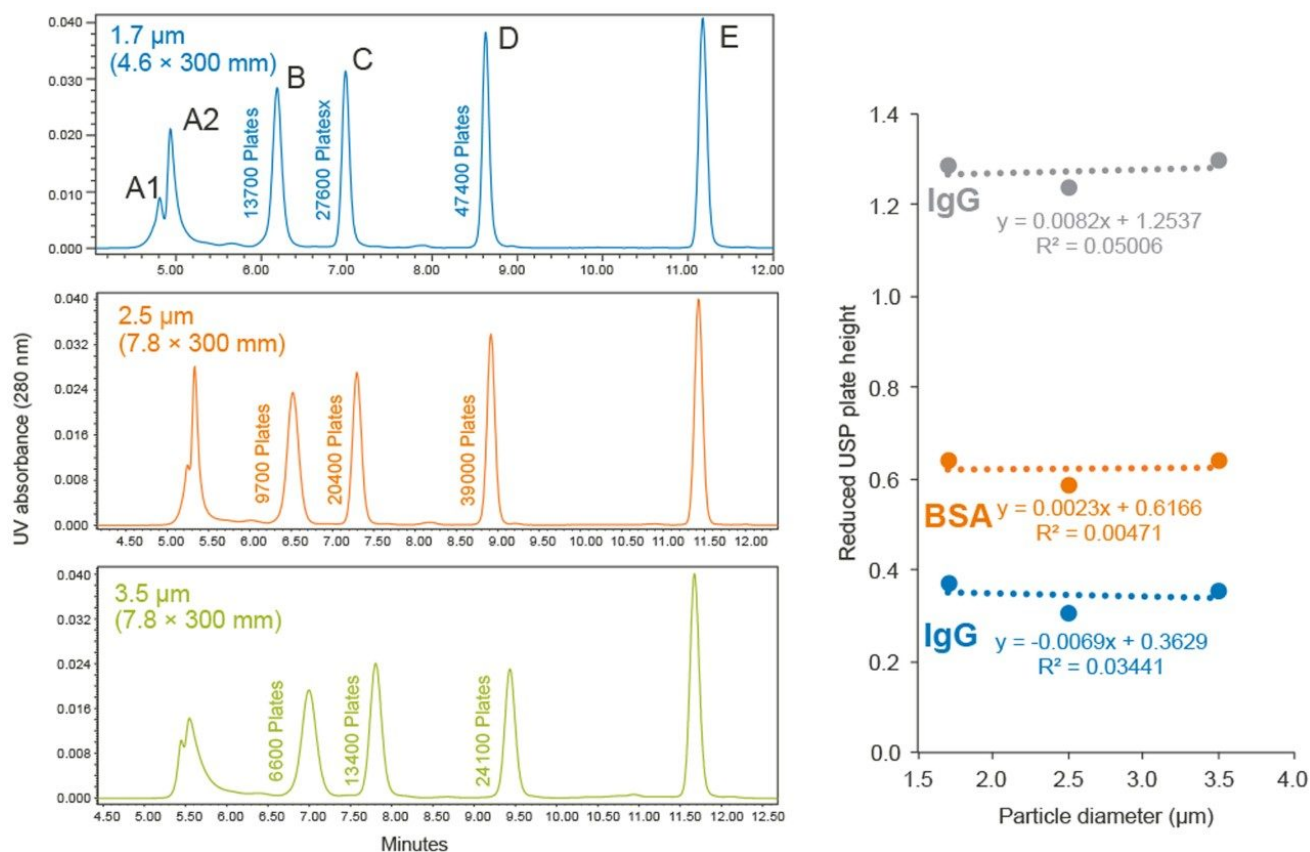 UV absorbance (280 nm)
1.7 µm
(4.6 × 300 mm)
0.040
0.030
0.020
0.010
0.000
A1
A2
B
C
D
E
13700 Plates
27600 Platesx
47400 Plates
5.00 6.00 7.00 8.00 9.00 10.00 11.00 12.00
2.5 µm
(7.8 × 300 mm)
0.040
0.032
0.024
0.016
0.008
0.000
9700 Plates
20400 Plates
39000 Plates
4.50 5.00 5.50 6.00 6.50 7.00 7.50 8.00 8.50 9.00 9.50 10.00 10.50 11.00 11.50 12.00
3.5 µm
(7.8 × 300 mm)
0.040
0.032
0.024
0.016
0.008
0.000
6600 Plates
13400 Plates
24100 Plates
4.50 5.00 5.50 6.00 6.50 7.00 7.50 8.00 8.50 9.00 9.50 10.00 10.50 11.00 11.50 12.00 12.50
Minutes
Reduced USP plate height
1.4
1.2
1.0
0.8
0.6
0.4
0.2
0.0
IgG
y = 0.0082x + 1.2537
R² = 0.05006
BSA
y = 0.0023x + 0.6166
R² = 0.00471
IgG
y = -0.0069x + 0.3629
R² = 0.03441
1.5 2.0 2.5 3.0 3.5 4.0
Particle diameter (µm)